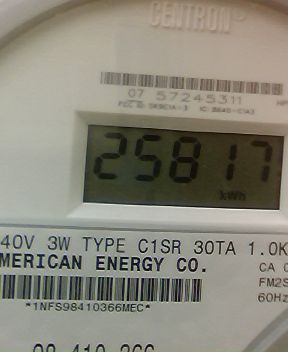 CENTRON
07 57245311
25817
kWh
40V 3W TYPE C1SR 30TA 1.0K
MERICAN ENERGY CO.
CA 0
FM2S
60Hz
*1NFS98410366MEC*